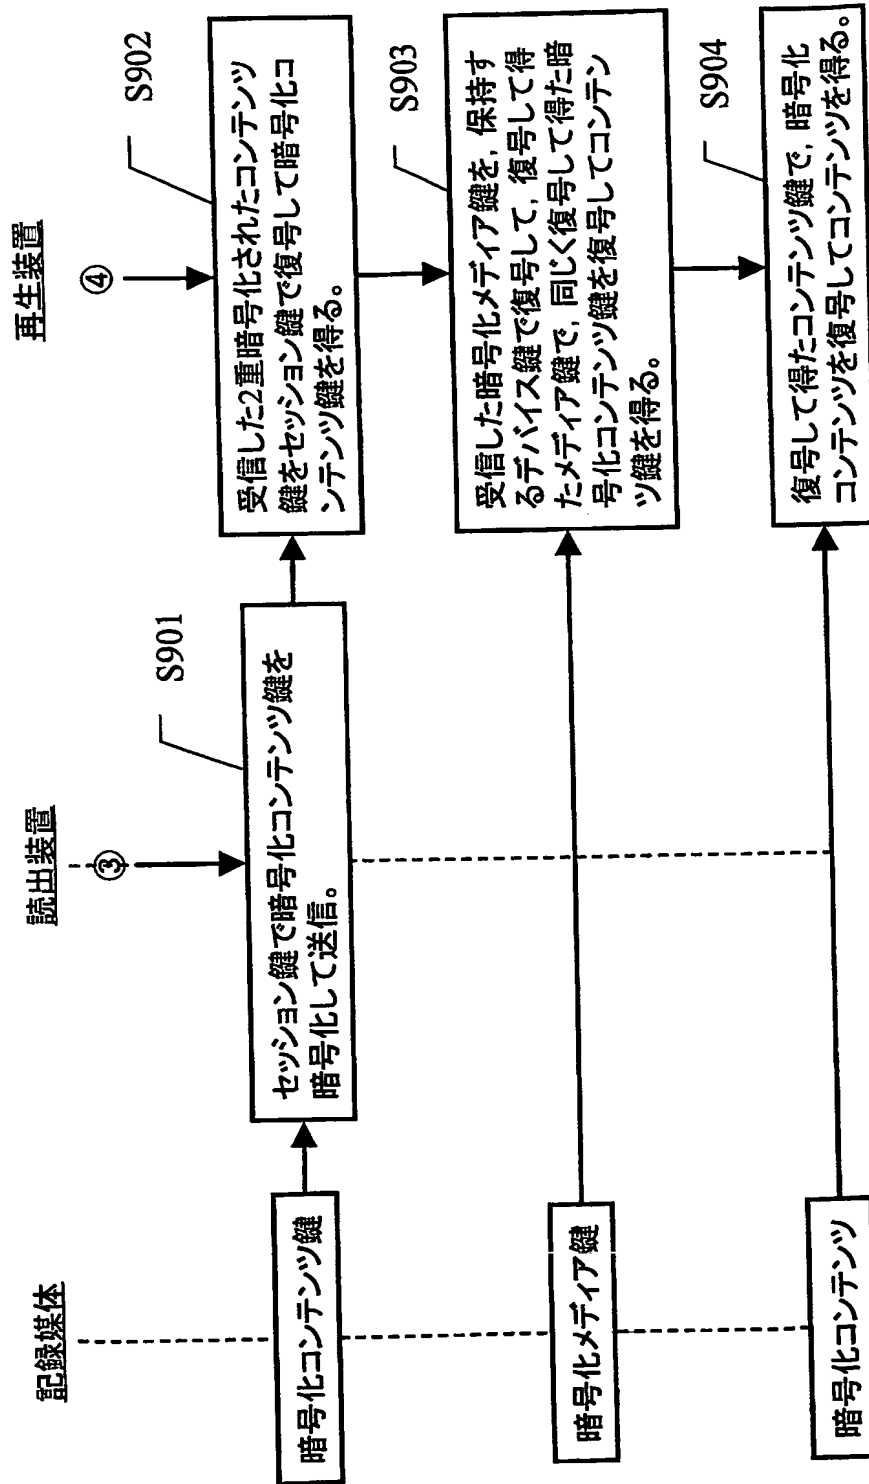 記録媒体
読出装置
再生装置
③
④
暗号化コンテンツ鍵
S901
セッション鍵で暗号化コンテンツ鍵を
暗号化して送信。
S902
受信した2重暗号化されたコンテンツ
鍵をセッション鍵で復号して暗号化コ
ンテンツ鍵を得る。
暗号化メディア鍵
S903
受信した暗号化メディア鍵を, 保持す
るデバイス鍵で復号して, 復号して得
たメディア鍵で, 同じく復号して得た暗
号化コンテンツ鍵を復号してコンテン
ツ鍵を得る。
暗号化コンテンツ
S904
復号して得たコンテンツ鍵で, 暗号化
コンテンツを復号してコンテンツを得る。